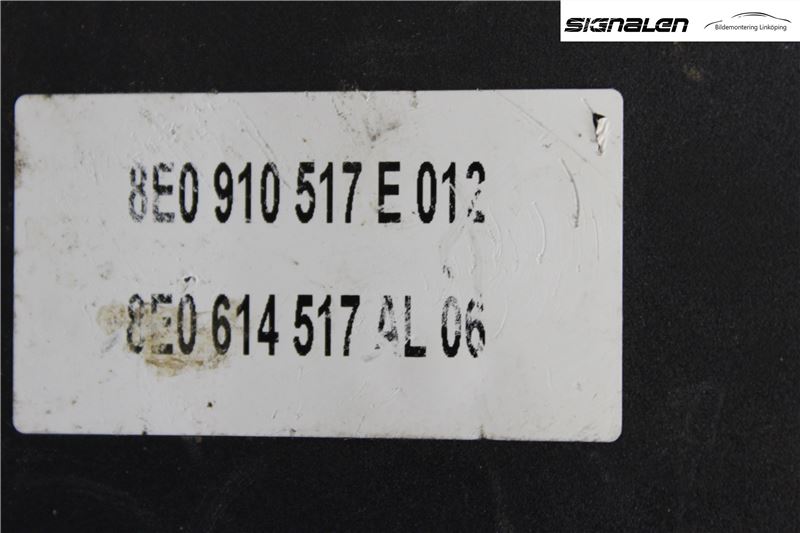 SIGNALEN
Bildemontering Linköping
8E0 910 517 E 012
8E0 614 517 AL 06